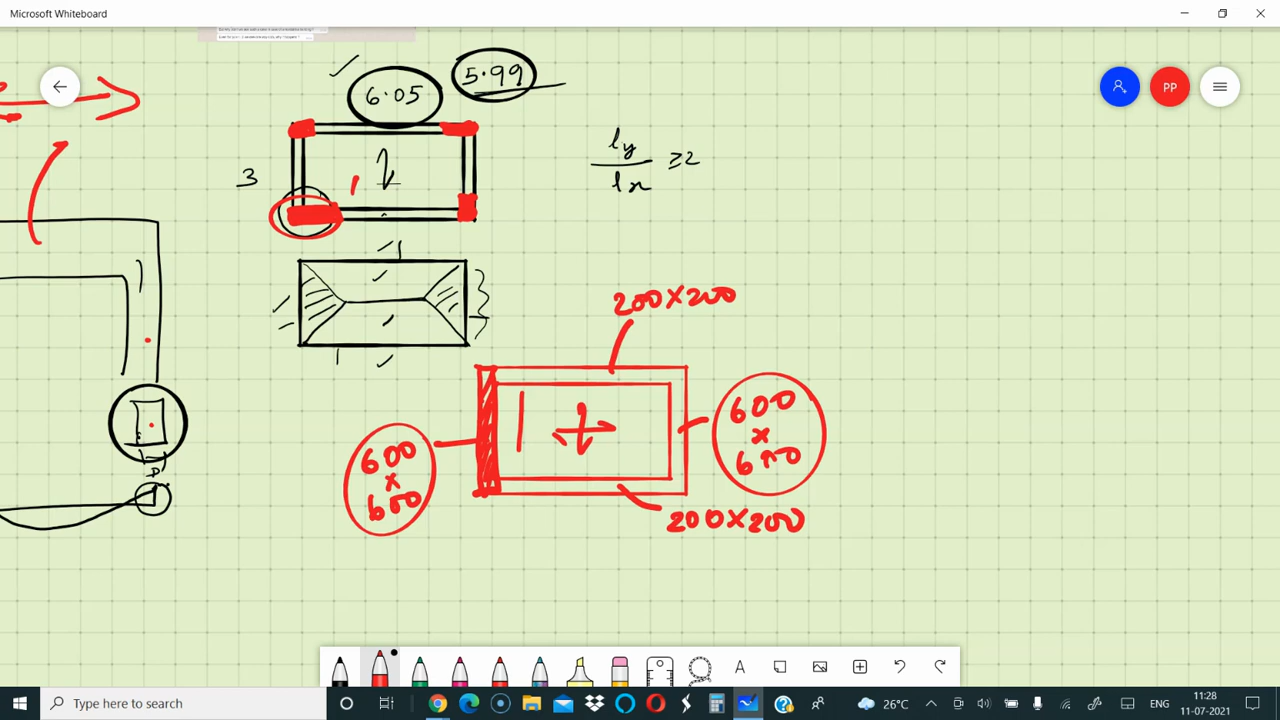 Microsoft Whiteboard
6.05
5.99
PP
ly
lx
≥2
3
200×200
600
×
600
600
×
600
200×200
A
Type here to search
26°C
ENG
11:28
11-07-2021